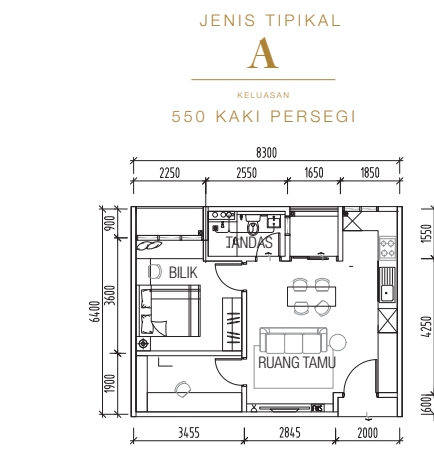 JENIS TIPIKAL
A
KELUASAN
550 KAKI PERSEGI
8300
2250 2550 1650 1850
900
1550
TANDAS
BILIK
3600
6400
4250
RUANG TAMU
1900
600
3455 2845 2000